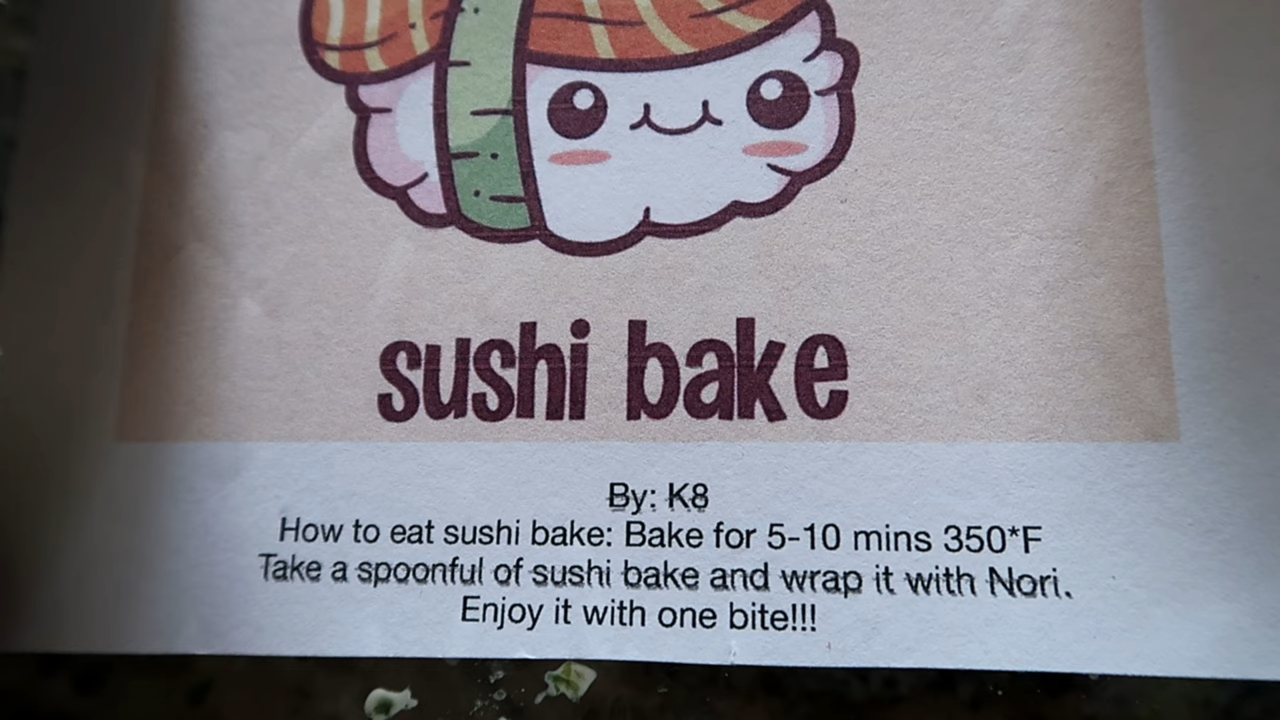 sushi bake
By: K8
How to eat sushi bake: Bake for 5-10 mins 350*F
Take a spoonful of sushi bake and wrap it with Nori.
Enjoy it with one bite!!!